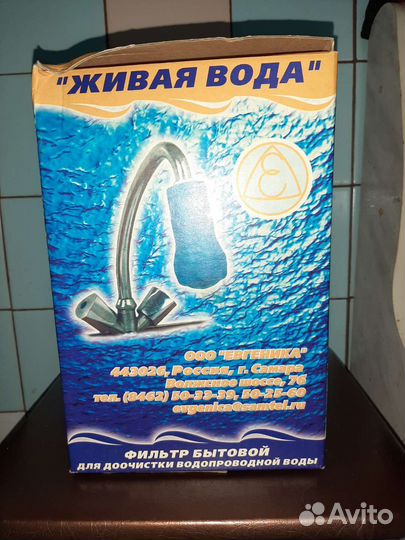 "ЖИВАЯ ВОДА"
ООО "ЕВГЕНИКА"
443026, Россия, г. Самара
Волжское шоссе, 76
тел. (8462) 50-33-39, 50-25-60
evgenica@samtel.ru
ФИЛЬТР БЫТОВОЙ
ДЛЯ ДООЧИСТКИ ВОДОПРОВОДНОЙ ВОДЫ
Avito